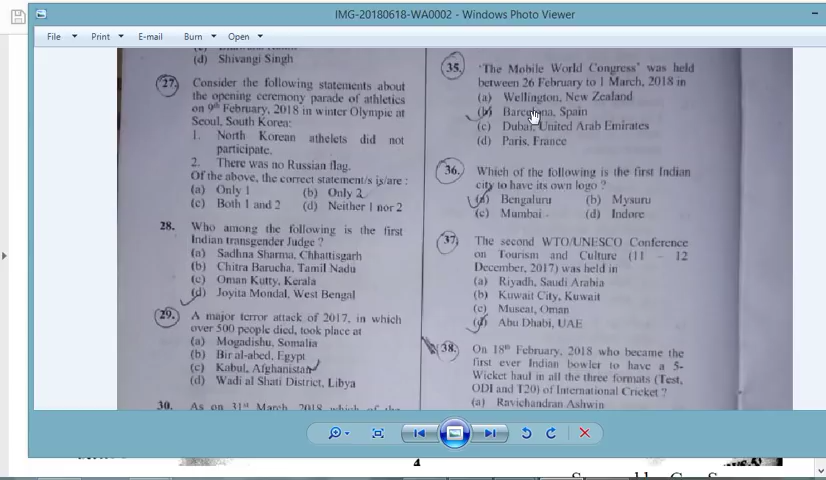 IMG-20180618-WA0002 - Windows Photo Viewer
File Print E-mail Burn Open
(d) Shivangi Singh
27. Consider the following statements about
the opening ceremony parade of athletics
on 9th February, 2018 in winter Olympic at
Seoul, South Korea:
1. North Korean athelets did not
participate.
2. There was no Russian flag.
Of the above, the correct statement/s is/are :
(a) Only 1 (b) Only 2
(c) Both 1 and 2 (d) Neither 1 nor 2
28. Who among the following is the first
Indian transgender Judge ?
(a) Sadhna Sharma, Chhattisgarh
(b) Chitra Barucha, Tamil Nadu
(c) Oman Kutty, Kerala
(d) Joyita Mondal, West Bengal
29. A major terror attack of 2017, in which
over 500 people died, took place at
(a) Mogadishu, Somalia
(b) Bir al-abed, Egypt
(c) Kabul, Afghanistan
(d) Wadi al Shati District, Libya
30. As on 31st March 2018 which of the
35. 'The Mobile World Congress' was held
between 26 February to 1 March, 2018 in
(a) Wellington, New Zealand
(b) Barcelona, Spain
(c) Dubai, United Arab Emirates
(d) Paris, France
36. Which of the following is the first Indian
city to have its own logo ?
(a) Bengaluru (b) Mysuru
(c) Mumbai (d) Indore
37. The second WTO/UNESCO Conference
on Tourism and Culture (11 – 12
December, 2017) was held in
(a) Riyadh, Saudi Arabia
(b) Kuwait City, Kuwait
(c) Muscat, Oman
(d) Abu Dhabi, UAE
38. On 18th February, 2018 who became the
first ever Indian bowler to have a 5-
Wicket haul in all the three formats (Test,
ODI and T20) of International Cricket ?
(a) Ravichandran Ashwin
4